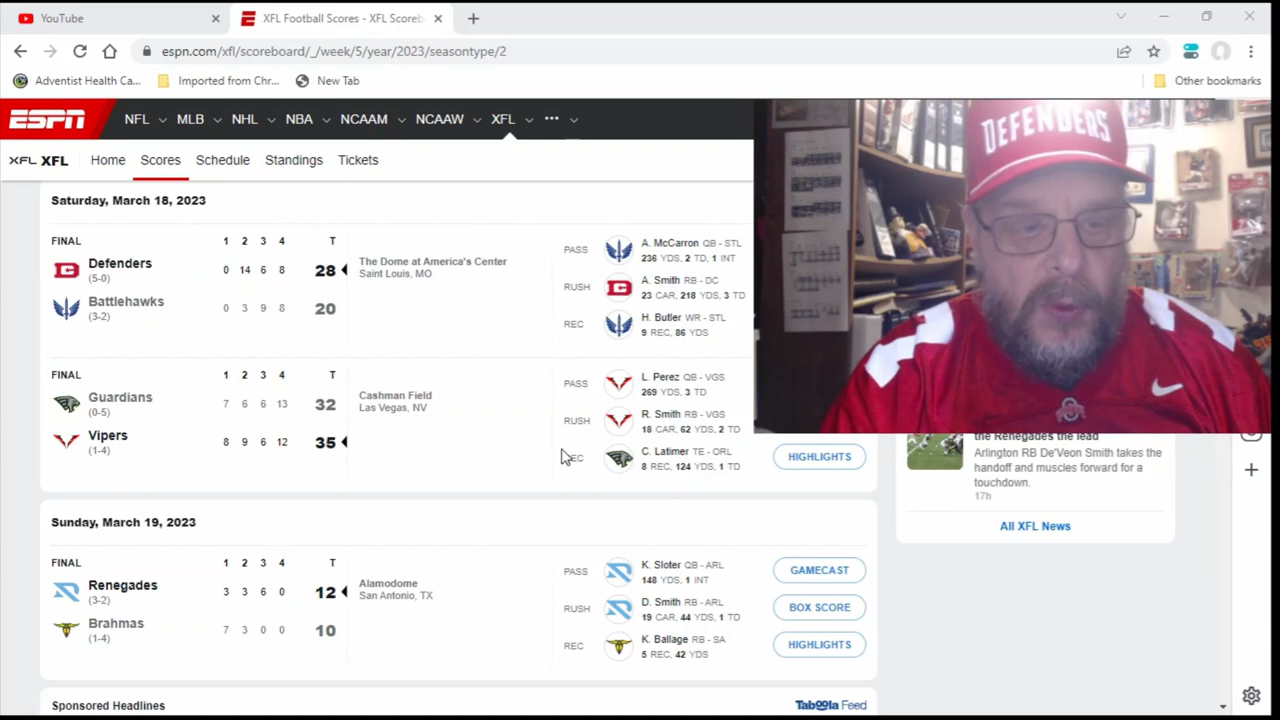 YouTube
XFL Football Scores - XFL Scoreb
espn.com/xfl/scoreboard/_/week/5/year/2023/seasontype/2
Adventist Health Ca...
Imported from Chr...
New Tab
Other bookmarks
ESPN
NFL
MLB
NHL
NBA
NCAAM
NCAAW
XFL
XFL XFL
Home
Scores
Schedule
Standings
Tickets
DEFENDERS
Saturday, March 18, 2023
FINAL 1 2 3 4 T
Defenders 0 14 6 8 28
(5-0)
Battlehawks 0 3 9 8 20
(3-2)
The Dome at America's Center
Saint Louis, MO
PASS A. McCarron QB - STL
236 YDS, 2 TD, 1 INT
RUSH A. Smith RB - DC
23 CAR, 218 YDS, 3 TD
REC H. Butler WR - STL
9 REC, 86 YDS
FINAL 1 2 3 4 T
Guardians 7 6 6 13 32
(0-5)
Vipers 8 9 6 12 35
(1-4)
Cashman Field
Las Vegas, NV
PASS L. Perez QB - VGS
269 YDS, 3 TD
RUSH R. Smith RB - VGS
18 CAR, 62 YDS, 2 TD
REC C. Latimer TE - ORL
8 REC, 124 YDS, 1 TD
HIGHLIGHTS
the Renegades the lead
Arlington RB De'Veon Smith takes the
handoff and muscles forward for a
touchdown.
17h
All XFL News
Sunday, March 19, 2023
FINAL 1 2 3 4 T
Renegades 3 3 6 0 12
(3-2)
Brahmas 7 3 0 0 10
(1-4)
Alamodome
San Antonio, TX
PASS K. Sloter QB - ARL
148 YDS, 1 INT
RUSH D. Smith RB - ARL
19 CAR, 44 YDS, 1 TD
REC K. Ballage RB - SA
5 REC, 42 YDS
GAMECAST
BOX SCORE
HIGHLIGHTS
Sponsored Headlines
Taboola Feed